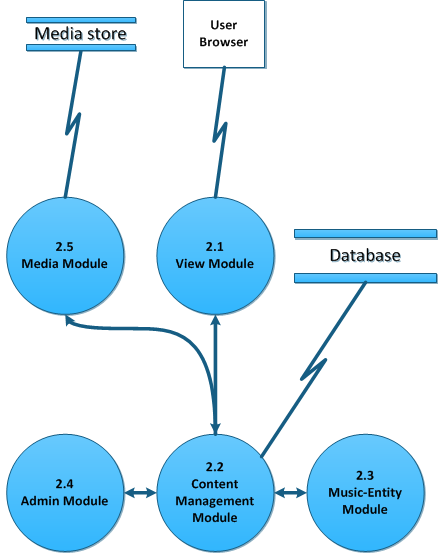 Media store
User
Browser
2.5
Media Module
2.1
View Module
Database
2.4
Admin Module
2.2
Content
Management
Module
2.3
Music-Entity
Module